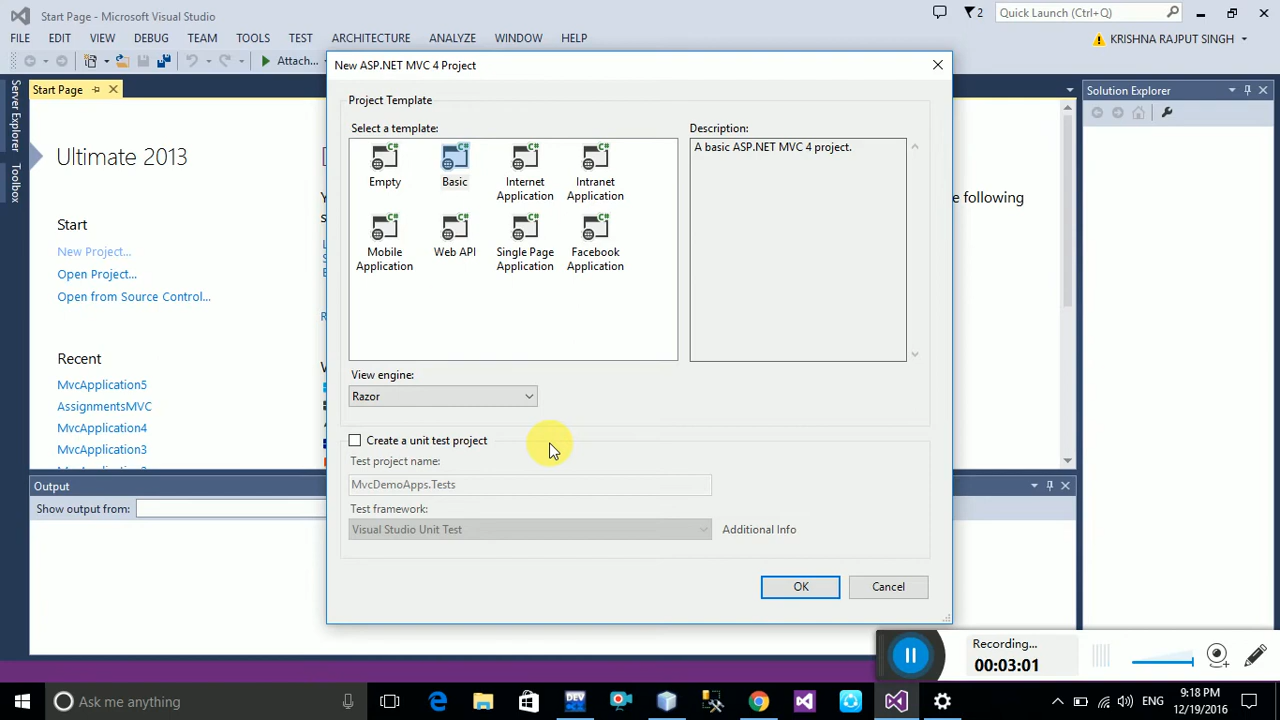 Start Page - Microsoft Visual Studio
2
Quick Launch (Ctrl+Q)
FILE EDIT VIEW DEBUG TEAM TOOLS TEST ARCHITECTURE ANALYZE WINDOW HELP
KRISHNA RAJPUT SINGH
Attach...
New ASP.NET MVC 4 Project
Server Explorer
Toolbox
Start Page
Solution Explorer
Project Template
Select a template:
Description:
A basic ASP.NET MVC 4 project.
Empty
Basic
Internet Application
Intranet Application
Mobile Application
Web API
Single Page Application
Facebook Application
Ultimate 2013
Start
New Project...
Open Project...
Open from Source Control...
e following
Recent
MvcApplication5
AssignmentsMVC
MvcApplication4
MvcApplication3
View engine:
Razor
Create a unit test project
Test project name:
MvcDemoApps.Tests
Test framework:
Visual Studio Unit Test
Additional Info
OK
Cancel
Output
Show output from:
Recording...
00:03:01
Ask me anything
DEV
ENG
9:18 PM
12/19/2016